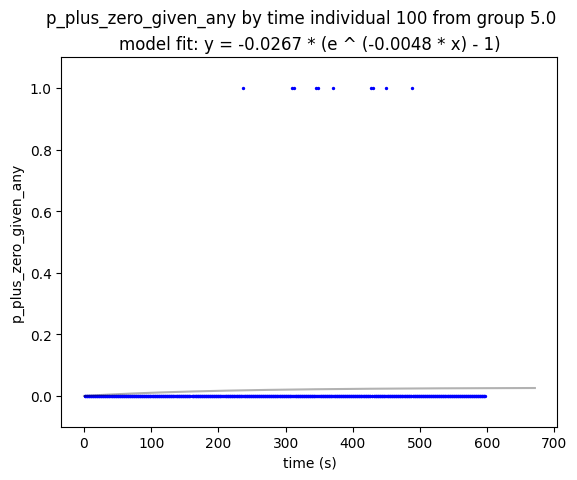 p_plus_zero_given_any by time individual 100 from group 5.0
model fit: y = -0.0267 * (e ^ (-0.0048 * x) - 1)
1.0
0.8
0.6
0.4
0.2
0.0
p_plus_zero_given_any
0 100 200 300 400 500 600 700
time (s)